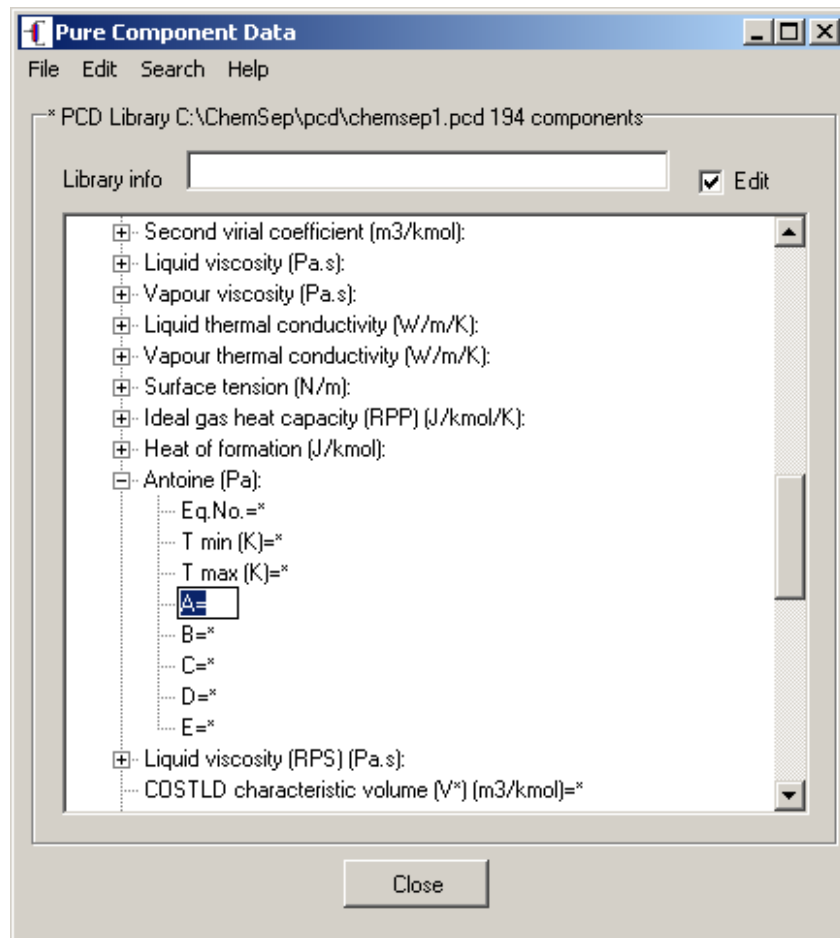 Pure Component Data
File Edit Search Help
* PCD Library C:\ChemSep\pcd\chemsep1.pcd 194 components
Library info Edit
Second virial coefficient (m3/kmol):
Liquid viscosity (Pa.s):
Vapour viscosity (Pa.s):
Liquid thermal conductivity (W/m/K):
Vapour thermal conductivity (W/m/K):
Surface tension (N/m):
Ideal gas heat capacity (RPP) (J/kmol/K):
Heat of formation (J/kmol):
Antoine (Pa):
Eq.No.=*
T min (K)=*
T max (K)=*
A=
B=*
C=*
D=*
E=*
Liquid viscosity (RPS) (Pa.s):
COSTLD characteristic volume (V*) (m3/kmol)=*
Close